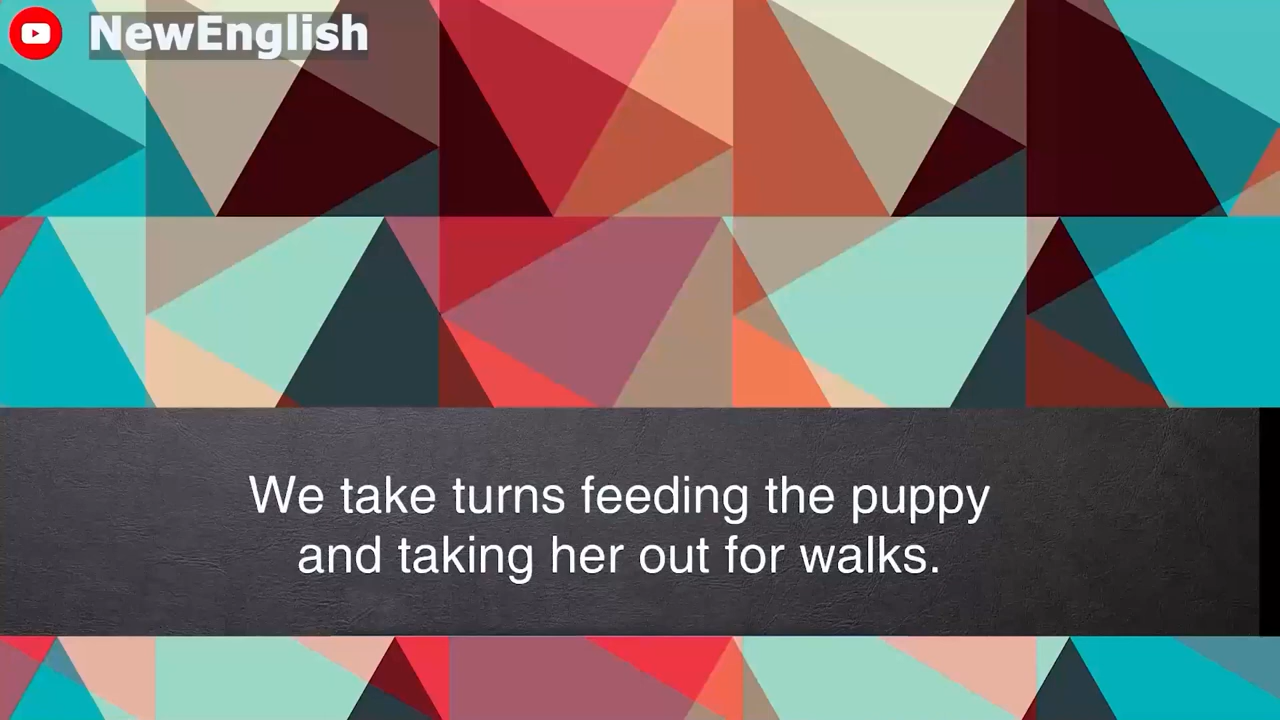 NewEnglish
We take turns feeding the puppy
and taking her out for walks.